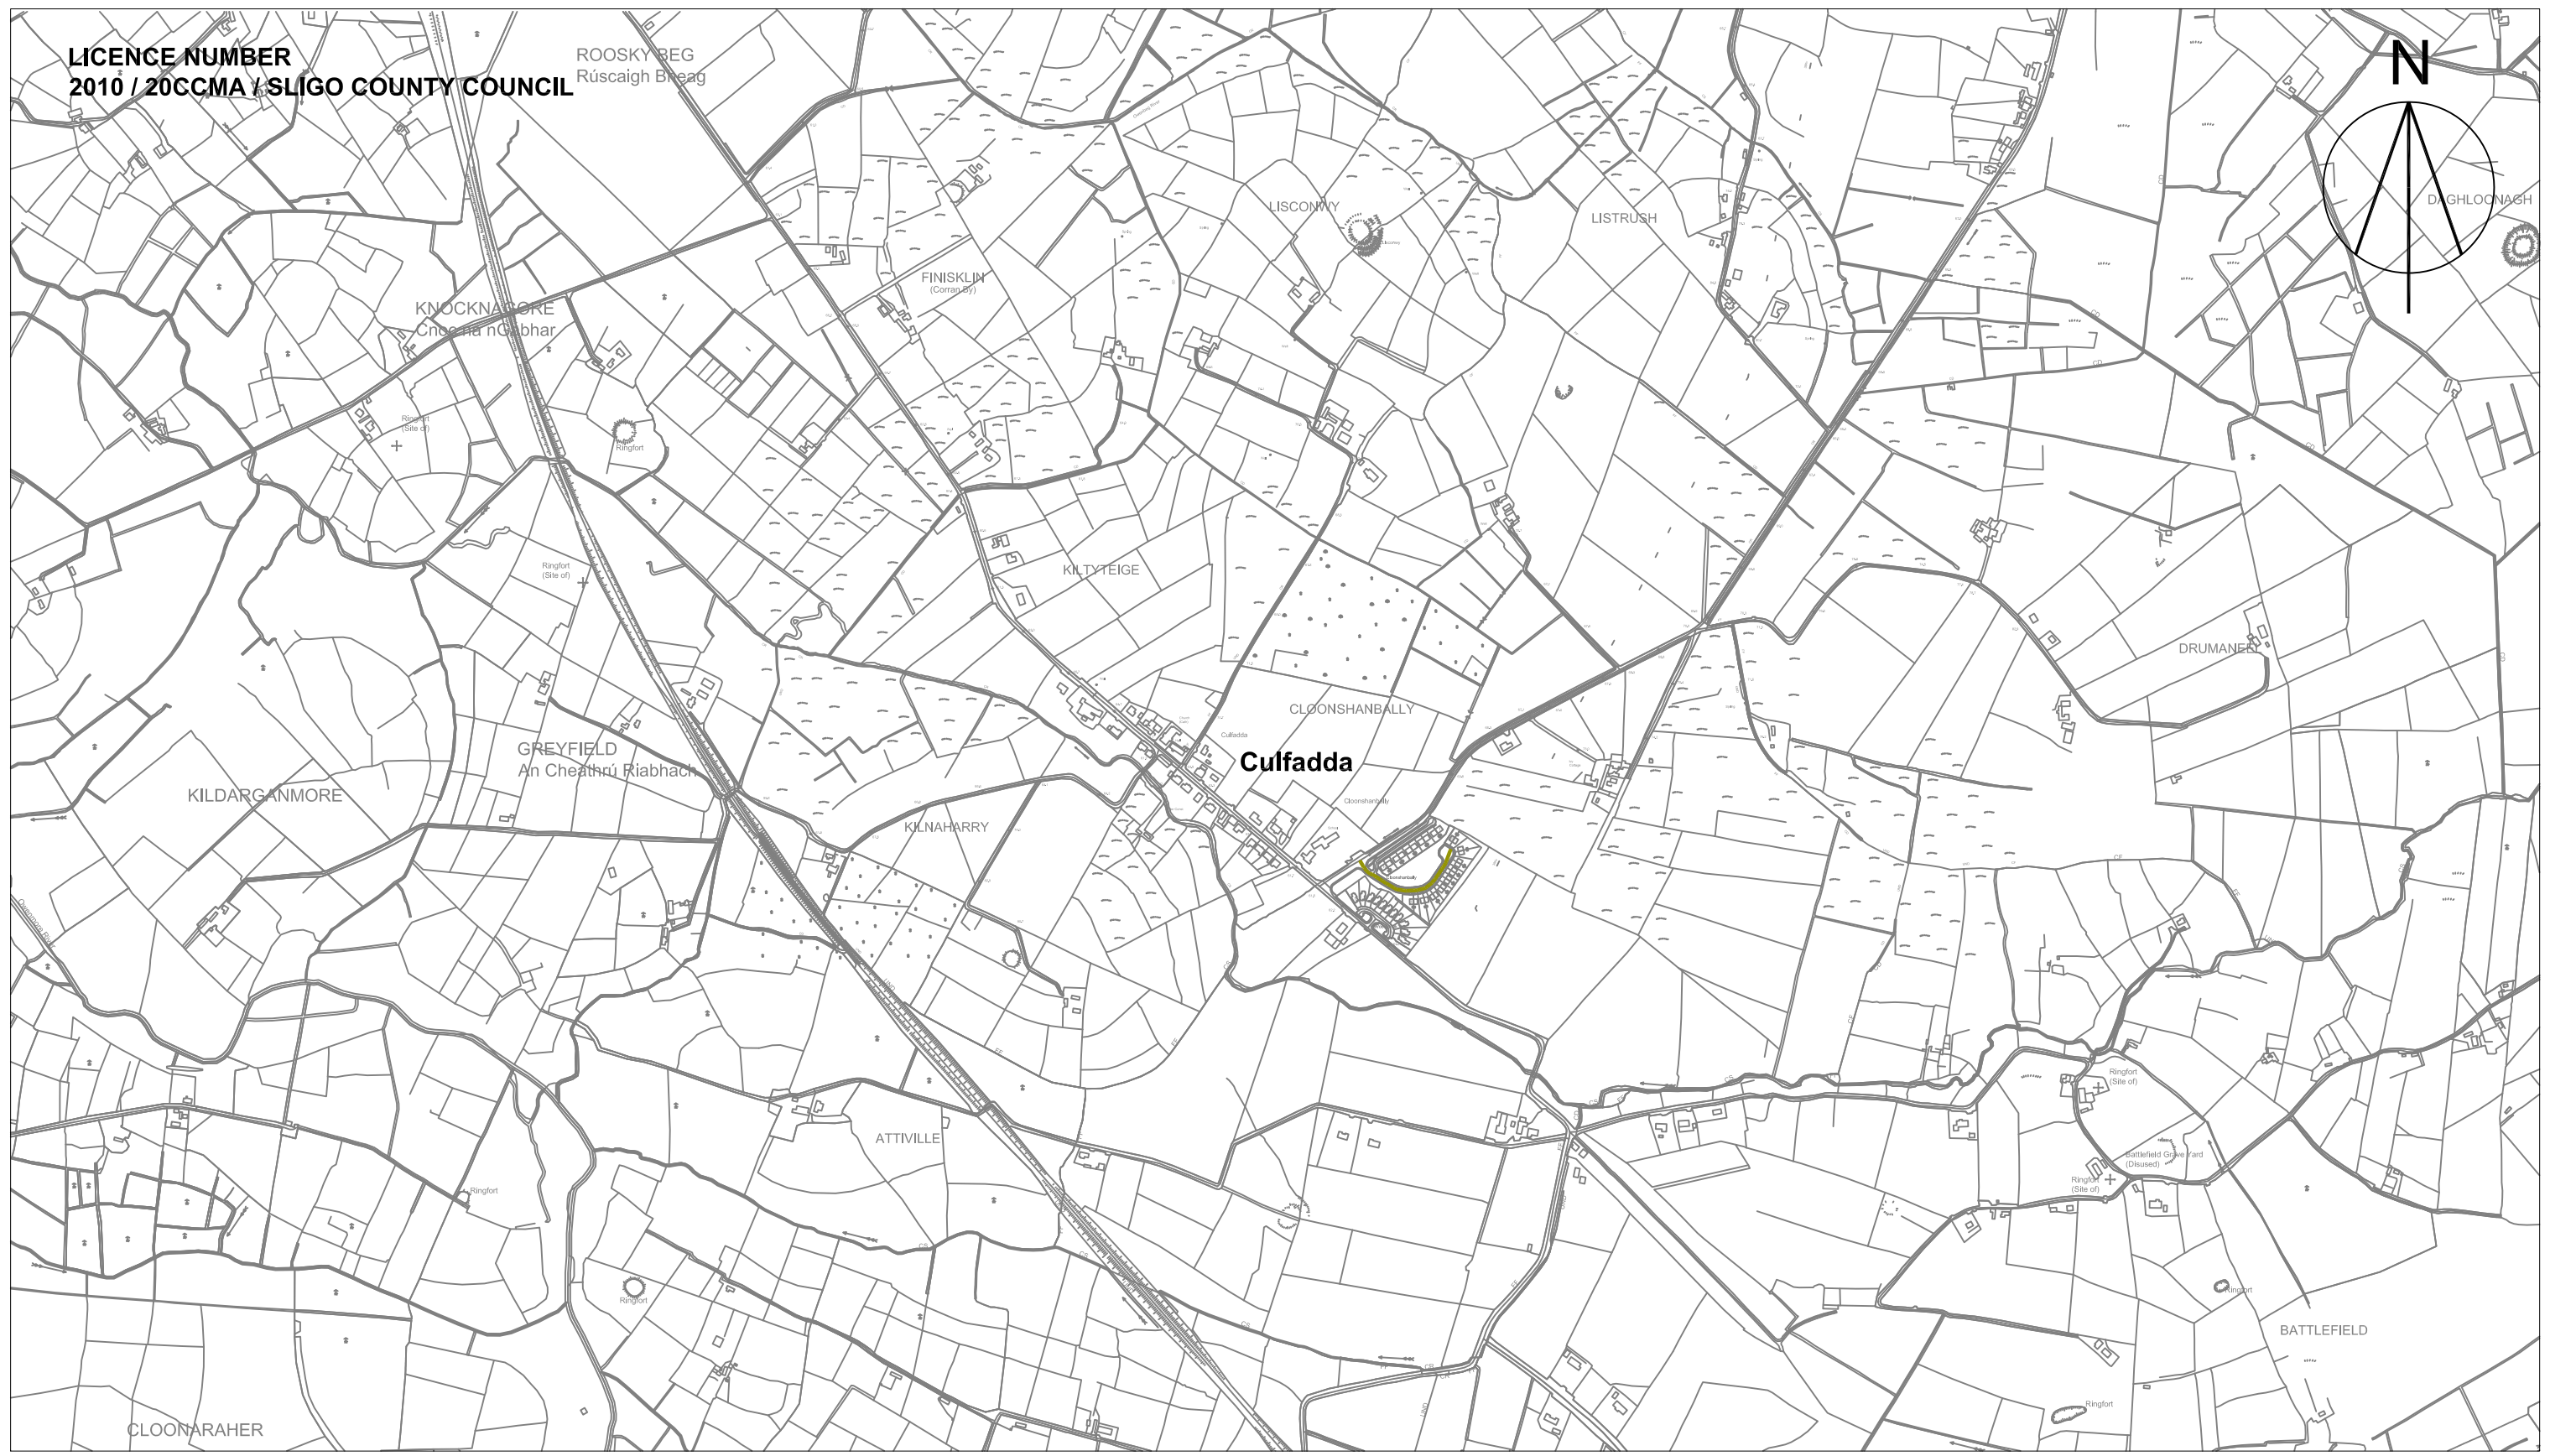 LICENCE NUMBER
2010 / 20CCMA / SLIGO COUNTY COUNCIL
N
ROOSKY BEG
Rúscaigh Bheag
DAGHLOONAGH
LISCONWY
LISTRUSH
FINISKLIN
(Corran By)
KNOCKNAGORE
Cnoc na nGabhar
Ringfort
(Site of)
Ringfort
Ringfort
(Site of)
KILTYTEIGE
DRUMANEEL
CLOONSHANBALLY
Culfadda
Culfadda
GREYFIELD
An Cheathrú Riabhach
KILDARGANMORE
Cloonshanbally
KILNAHARRY
Cloonshanbally
Owenmore River
Ringfort
(Site of)
ATTIVILLE
Battlefield Grave Yard
(Disused)
Ringfort
(Site of)
Ringfort
Ringfort
Ringfort
BATTLEFIELD
Ringfort
CLOONARAHER